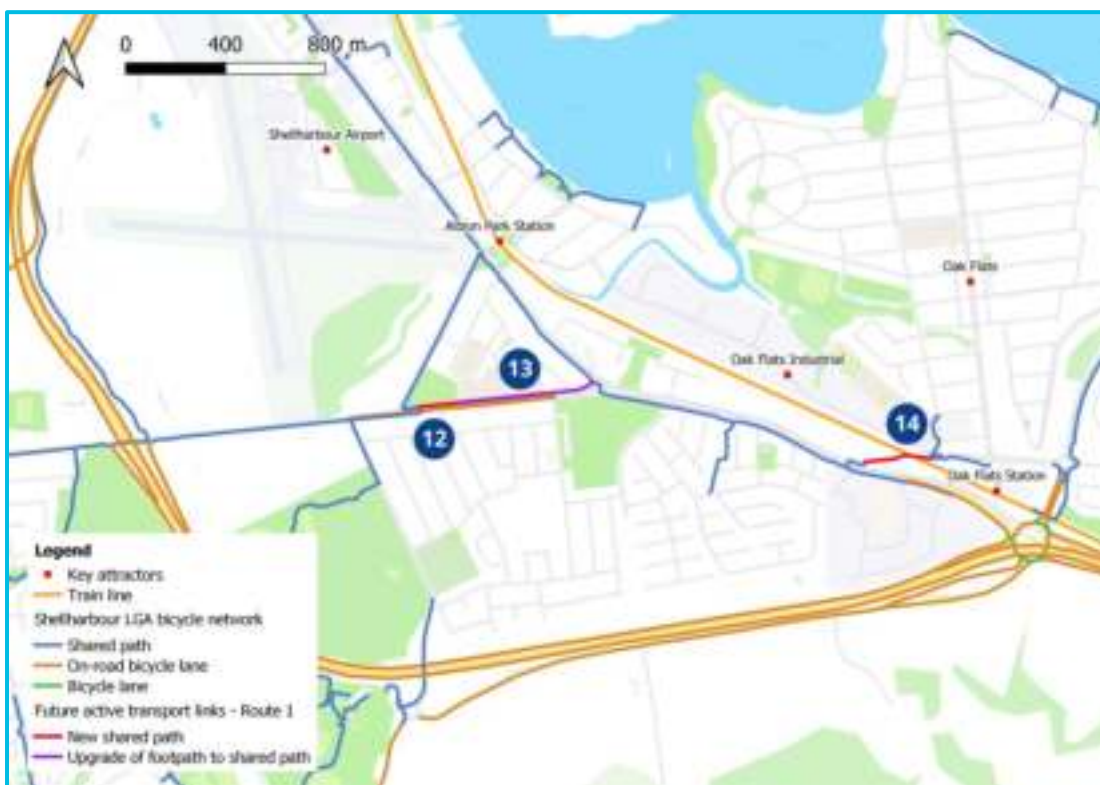 0 400 800 m
Shellharbour Airport
Albion Park Station
Oak Flats
Oak Flats Industrial
13
12
14
Oak Flats Station
Legend
Key attractors
Train line
Shellharbour LGA bicycle network
Shared path
On-road bicycle lane
Bicycle lane
Future active transport links - Route 1
New shared path
Upgrade of footpath to shared path